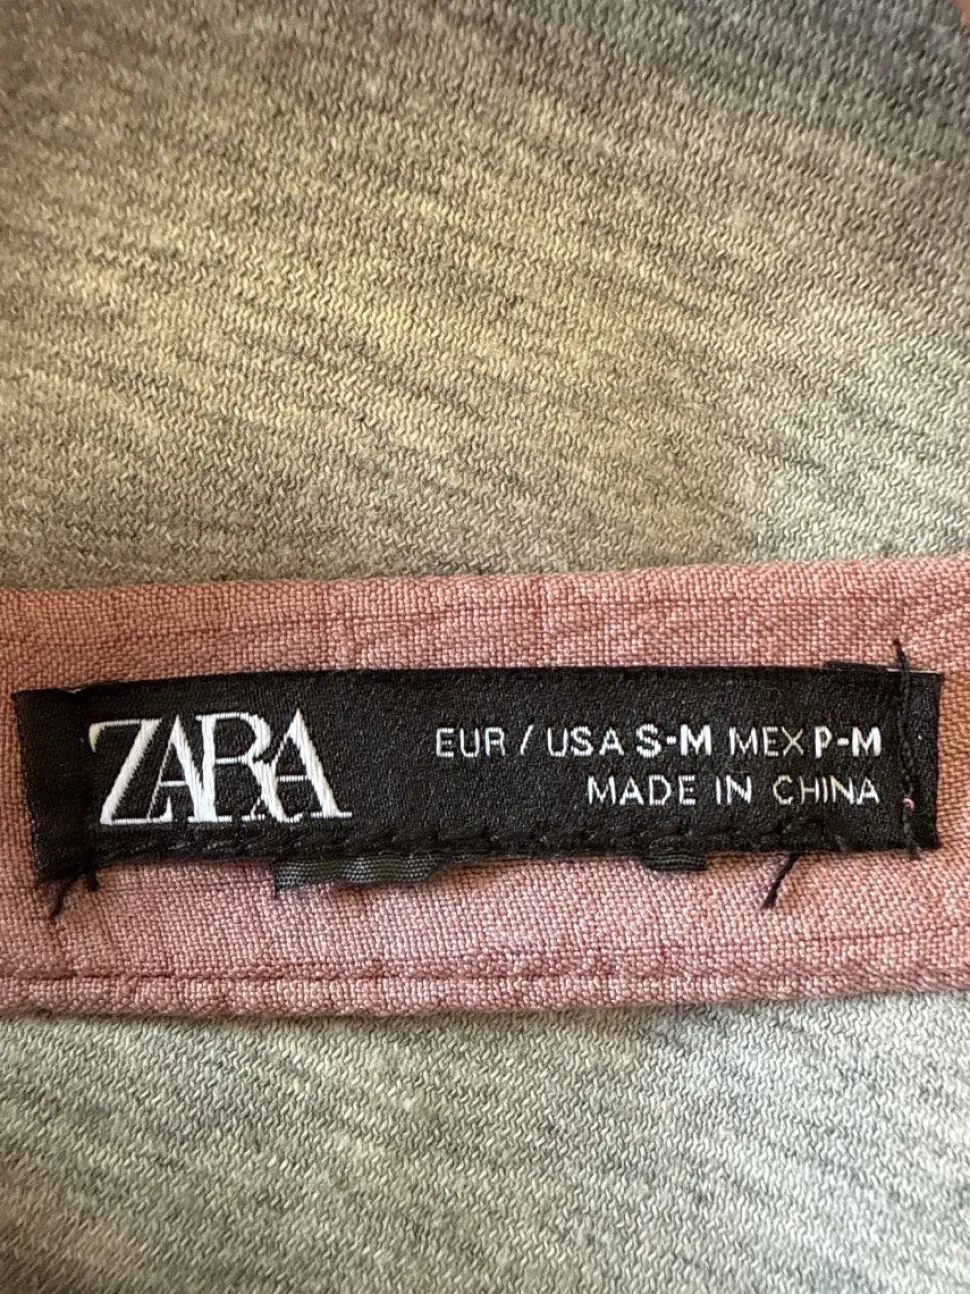 ZARA
EUR / USA S-M MEX P-M
MADE IN CHINA